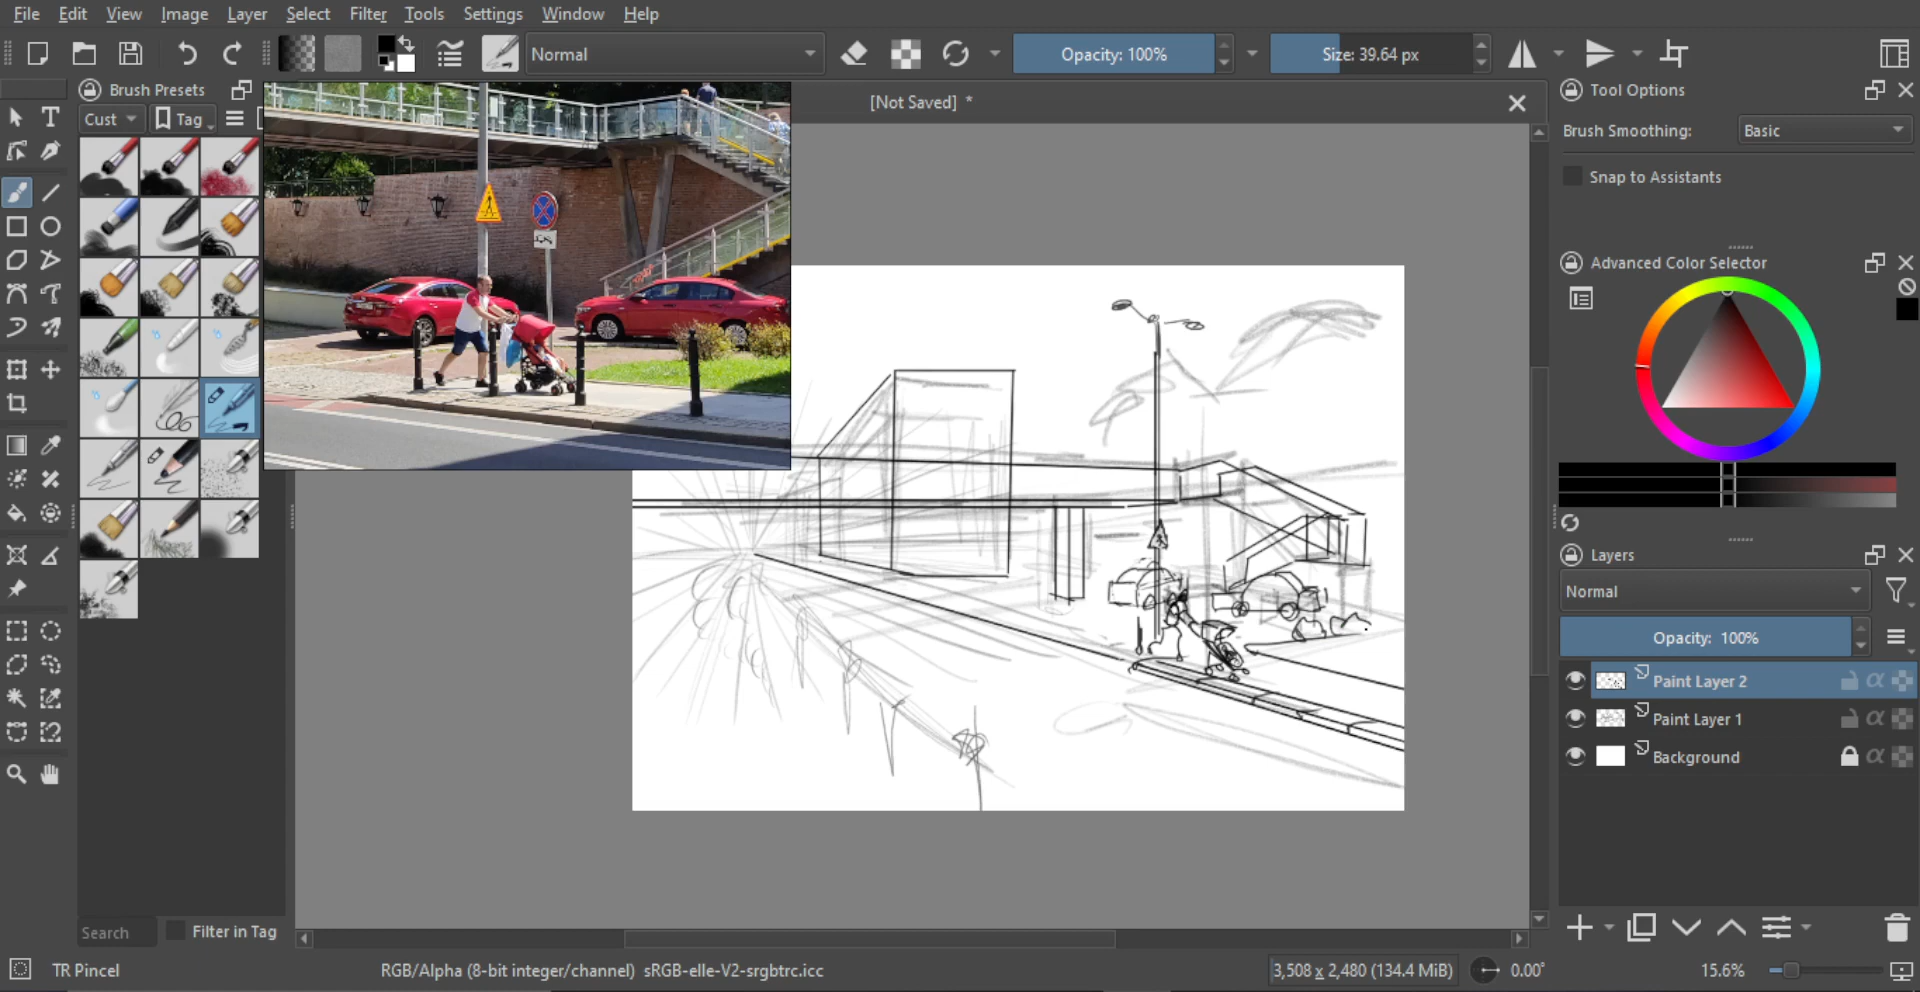 File Edit View Image Layer Select Filter Tools Settings Window Help
Normal
Opacity: 100%
Size: 39.64 px
Brush Presets
Cust
Tag
[Not Saved] *
Tool Options
Brush Smoothing:
Basic
Snap to Assistants
Advanced Color Selector
Layers
Normal
Opacity: 100%
Paint Layer 2
Paint Layer 1
Background
Search
Filter in Tag
TR Pincel
RGB/Alpha (8-bit integer/channel) sRGB-elle-V2-srgbtrc.icc
3,508 x 2,480 (134.4 MiB)
0.00°
15.6%